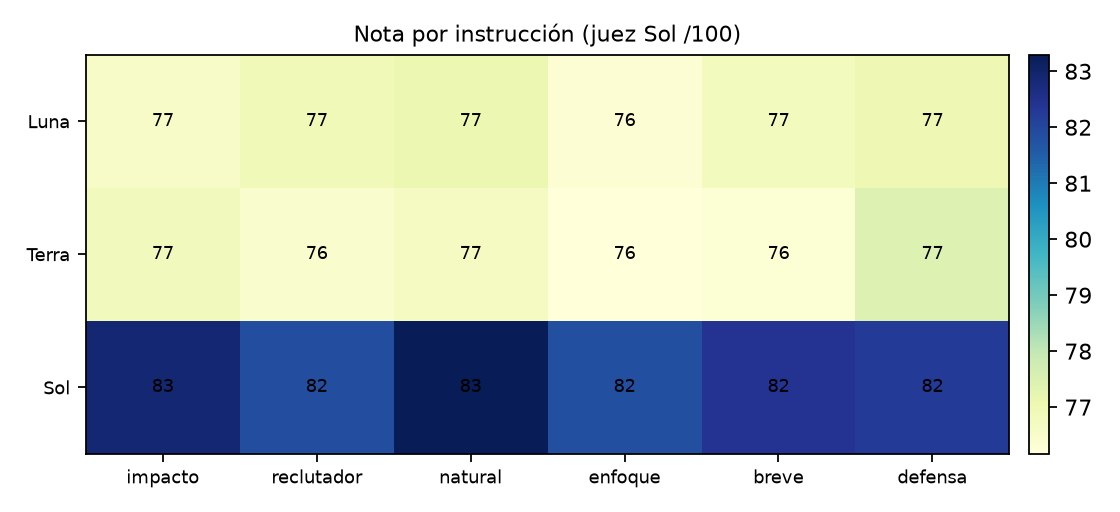 Nota por instrucción (juez Sol /100)
Luna 77 77 77 76 77 77
Terra 77 76 77 76 76 77
Sol 83 82 83 82 82 82
impacto reclutador natural enfoque breve defensa
83
82
81
80
79
78
77